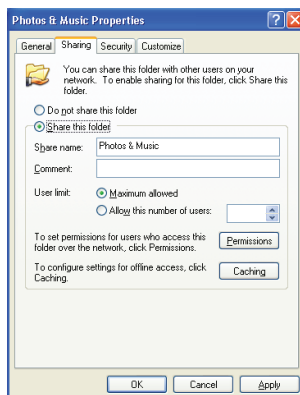 Photos & Music Properties
General Sharing Security Customize
You can share this folder with other users on your
network. To enable sharing for this folder, click Share this
folder.
Do not share this folder
Share this folder
Share name: Photos & Music
Comment:
User limit: Maximum allowed
Allow this number of users:
To set permissions for users who access this
folder over the network, click Permissions.
Permissions
To configure settings for offline access, click
Caching.
Caching
OK Cancel Apply